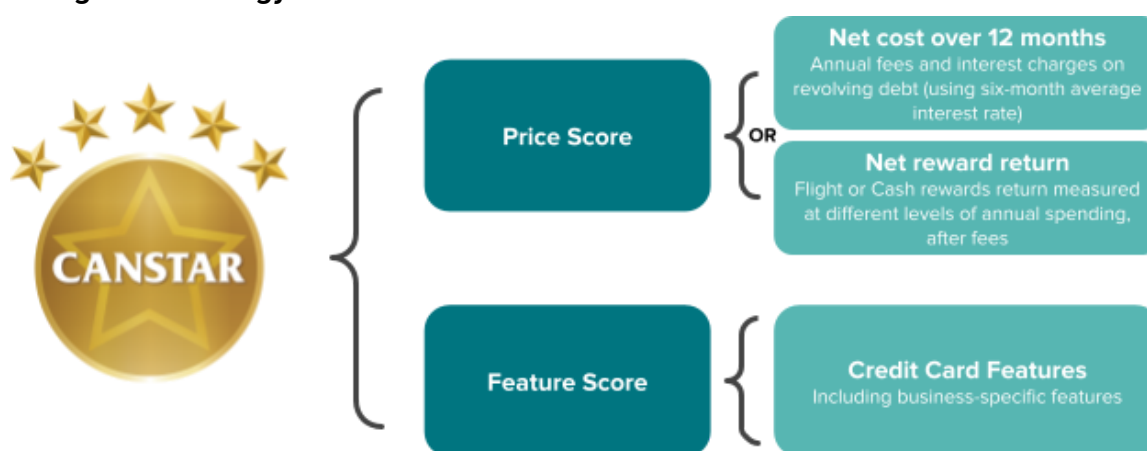 CANSTAR
Price Score
OR
Net cost over 12 months
Annual fees and interest charges on
revolving debt (using six-month average
interest rate)
Net reward return
Flight or Cash rewards return measured
at different levels of annual spending,
after fees
Feature Score
Credit Card Features
Including business-specific features